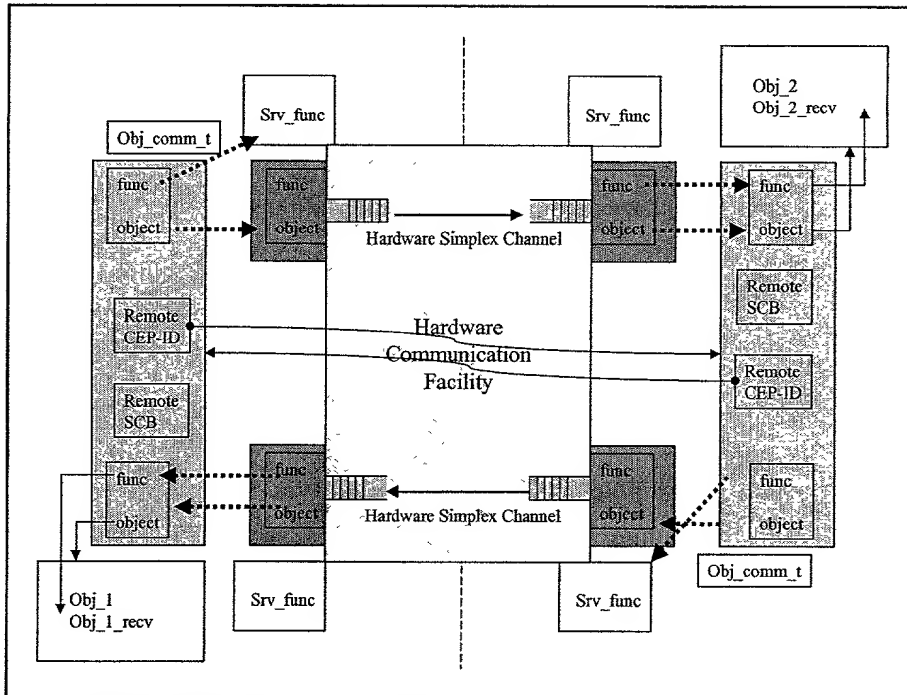 Srv_func
Srv_func
Obj_2
Obj_2_recv
Obj_comm_t
func
object
func
object
Hardware Simplex Channel
func
object
func
object
Remote
CEP-ID
Remote
SCB
Hardware
Communication
Facility
Remote
SCB
Remote
CEP-ID
func
object
func
object
Hardware Simplex Channel
func
object
func
object
Obj_comm_t
Obj_1
Obj_1_recv
Srv_func
Srv_func